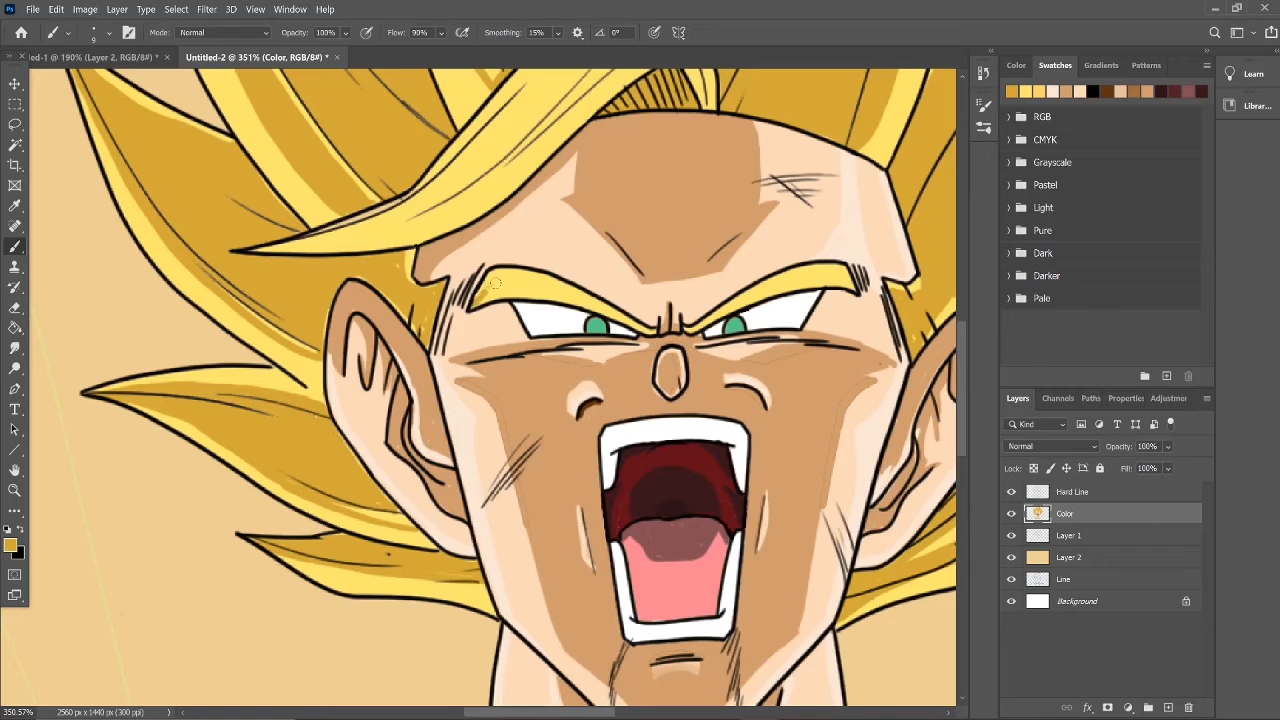 Ps File Edit Image Layer Type Select Filter 3D View Window Help
9 Mode: Normal Opacity: 100% Flow: 90% Smoothing: 15% 0°
led-1 @ 190% (Layer 2, RGB/8#) * × Untitled-2 @ 351% (Color, RGB/8#) * ×
Color Swatches Gradients Patterns
Learn
Librar...
RGB
CMYK
Grayscale
Pastel
Light
Pure
Dark
Darker
Pale
Layers Channels Paths Properties Adjustmer
Kind
Normal Opacity: 100%
Lock: Fill: 100%
Hard Line
Color
Layer 1
Layer 2
Line
Background
fx
350.57% 2560 px x 1440 px (300 ppi)